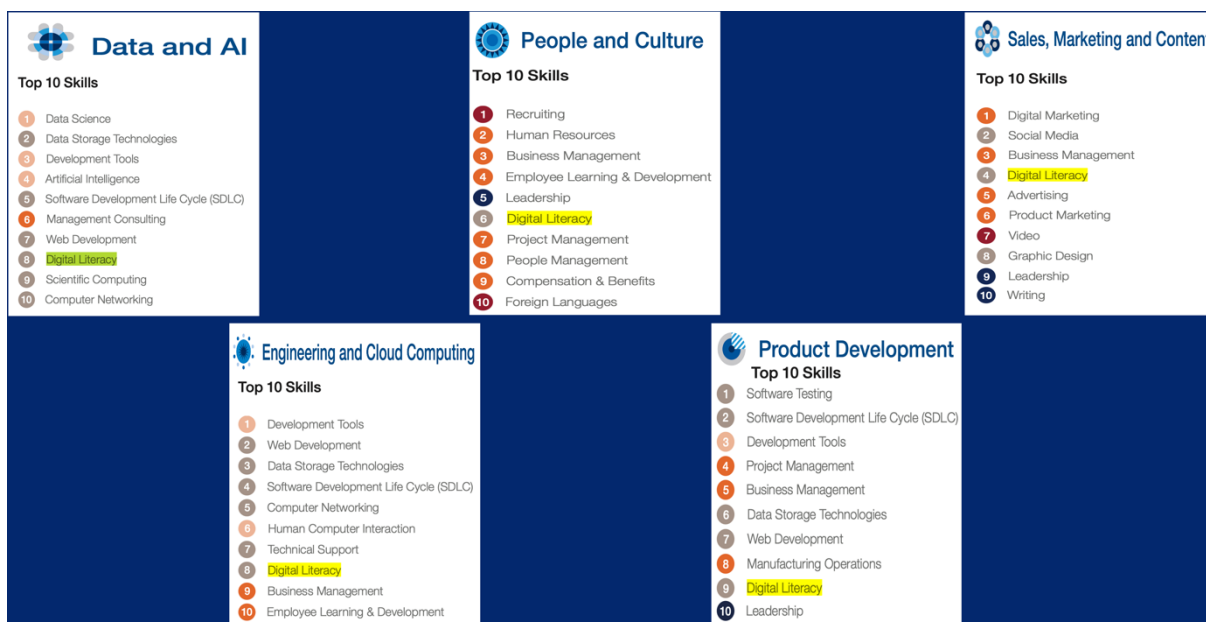 Data and AI
Top 10 Skills
1 Data Science
2 Data Storage Technologies
3 Development Tools
4 Artificial Intelligence
5 Software Development Life Cycle (SDLC)
6 Management Consulting
7 Web Development
8 Digital Literacy
9 Scientific Computing
10 Computer Networking
People and Culture
Top 10 Skills
1 Recruiting
2 Human Resources
3 Business Management
4 Employee Learning & Development
5 Leadership
6 Digital Literacy
7 Project Management
8 People Management
9 Compensation & Benefits
10 Foreign Languages
Sales, Marketing and Content
Top 10 Skills
1 Digital Marketing
2 Social Media
3 Business Management
4 Digital Literacy
5 Advertising
6 Product Marketing
7 Video
8 Graphic Design
9 Leadership
10 Writing
Engineering and Cloud Computing
Top 10 Skills
1 Development Tools
2 Web Development
3 Data Storage Technologies
4 Software Development Life Cycle (SDLC)
5 Computer Networking
6 Human Computer Interaction
7 Technical Support
8 Digital Literacy
9 Business Management
10 Employee Learning & Development
Product Development
Top 10 Skills
1 Software Testing
2 Software Development Life Cycle (SDLC)
3 Development Tools
4 Project Management
5 Business Management
6 Data Storage Technologies
7 Web Development
8 Manufacturing Operations
9 Digital Literacy
10 Leadership